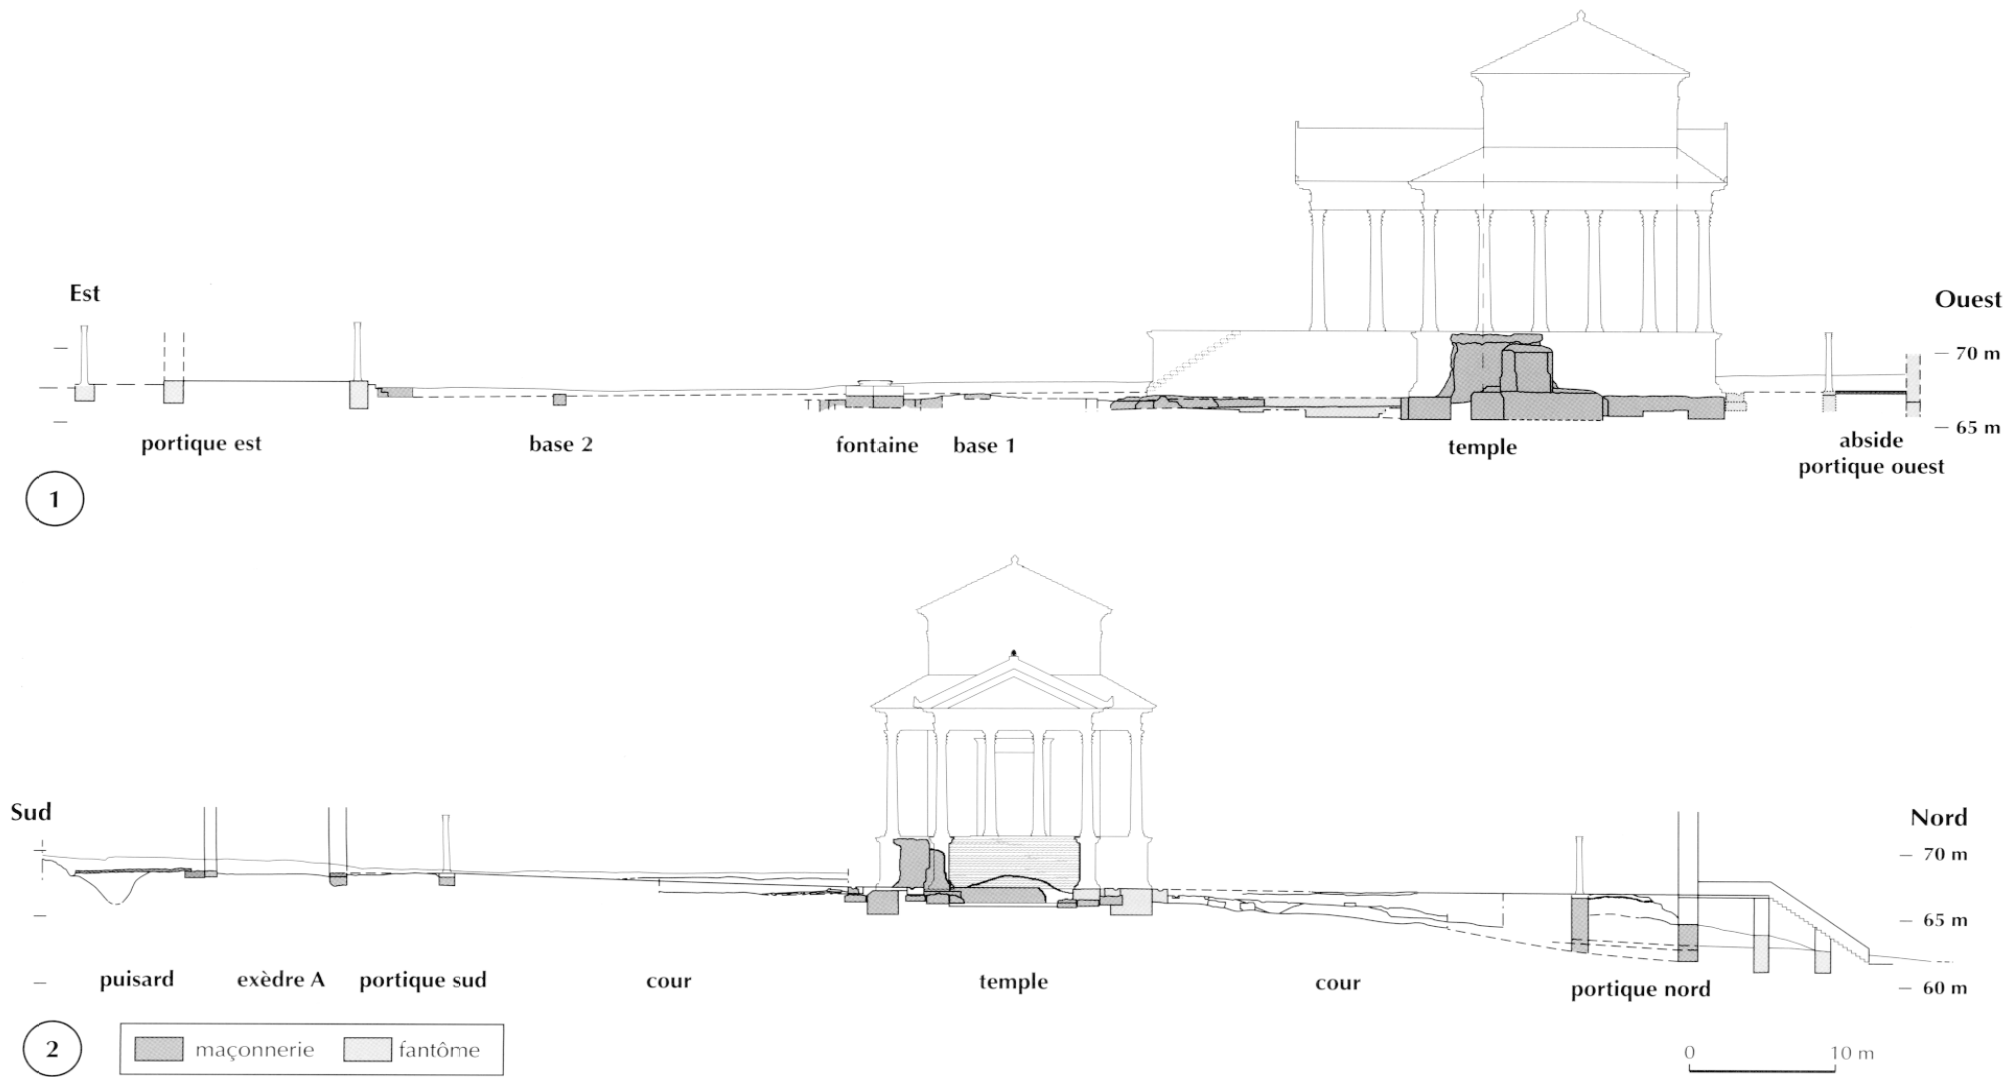 Est
Ouest
70 m
65 m
portique est
base 2
fontaine
base 1
temple
abside
portique ouest
1
Sud
Nord
70 m
65 m
60 m
puisard
exèdre A
portique sud
cour
temple
cour
portique nord
2
maçonnerie
fantôme
0
10 m